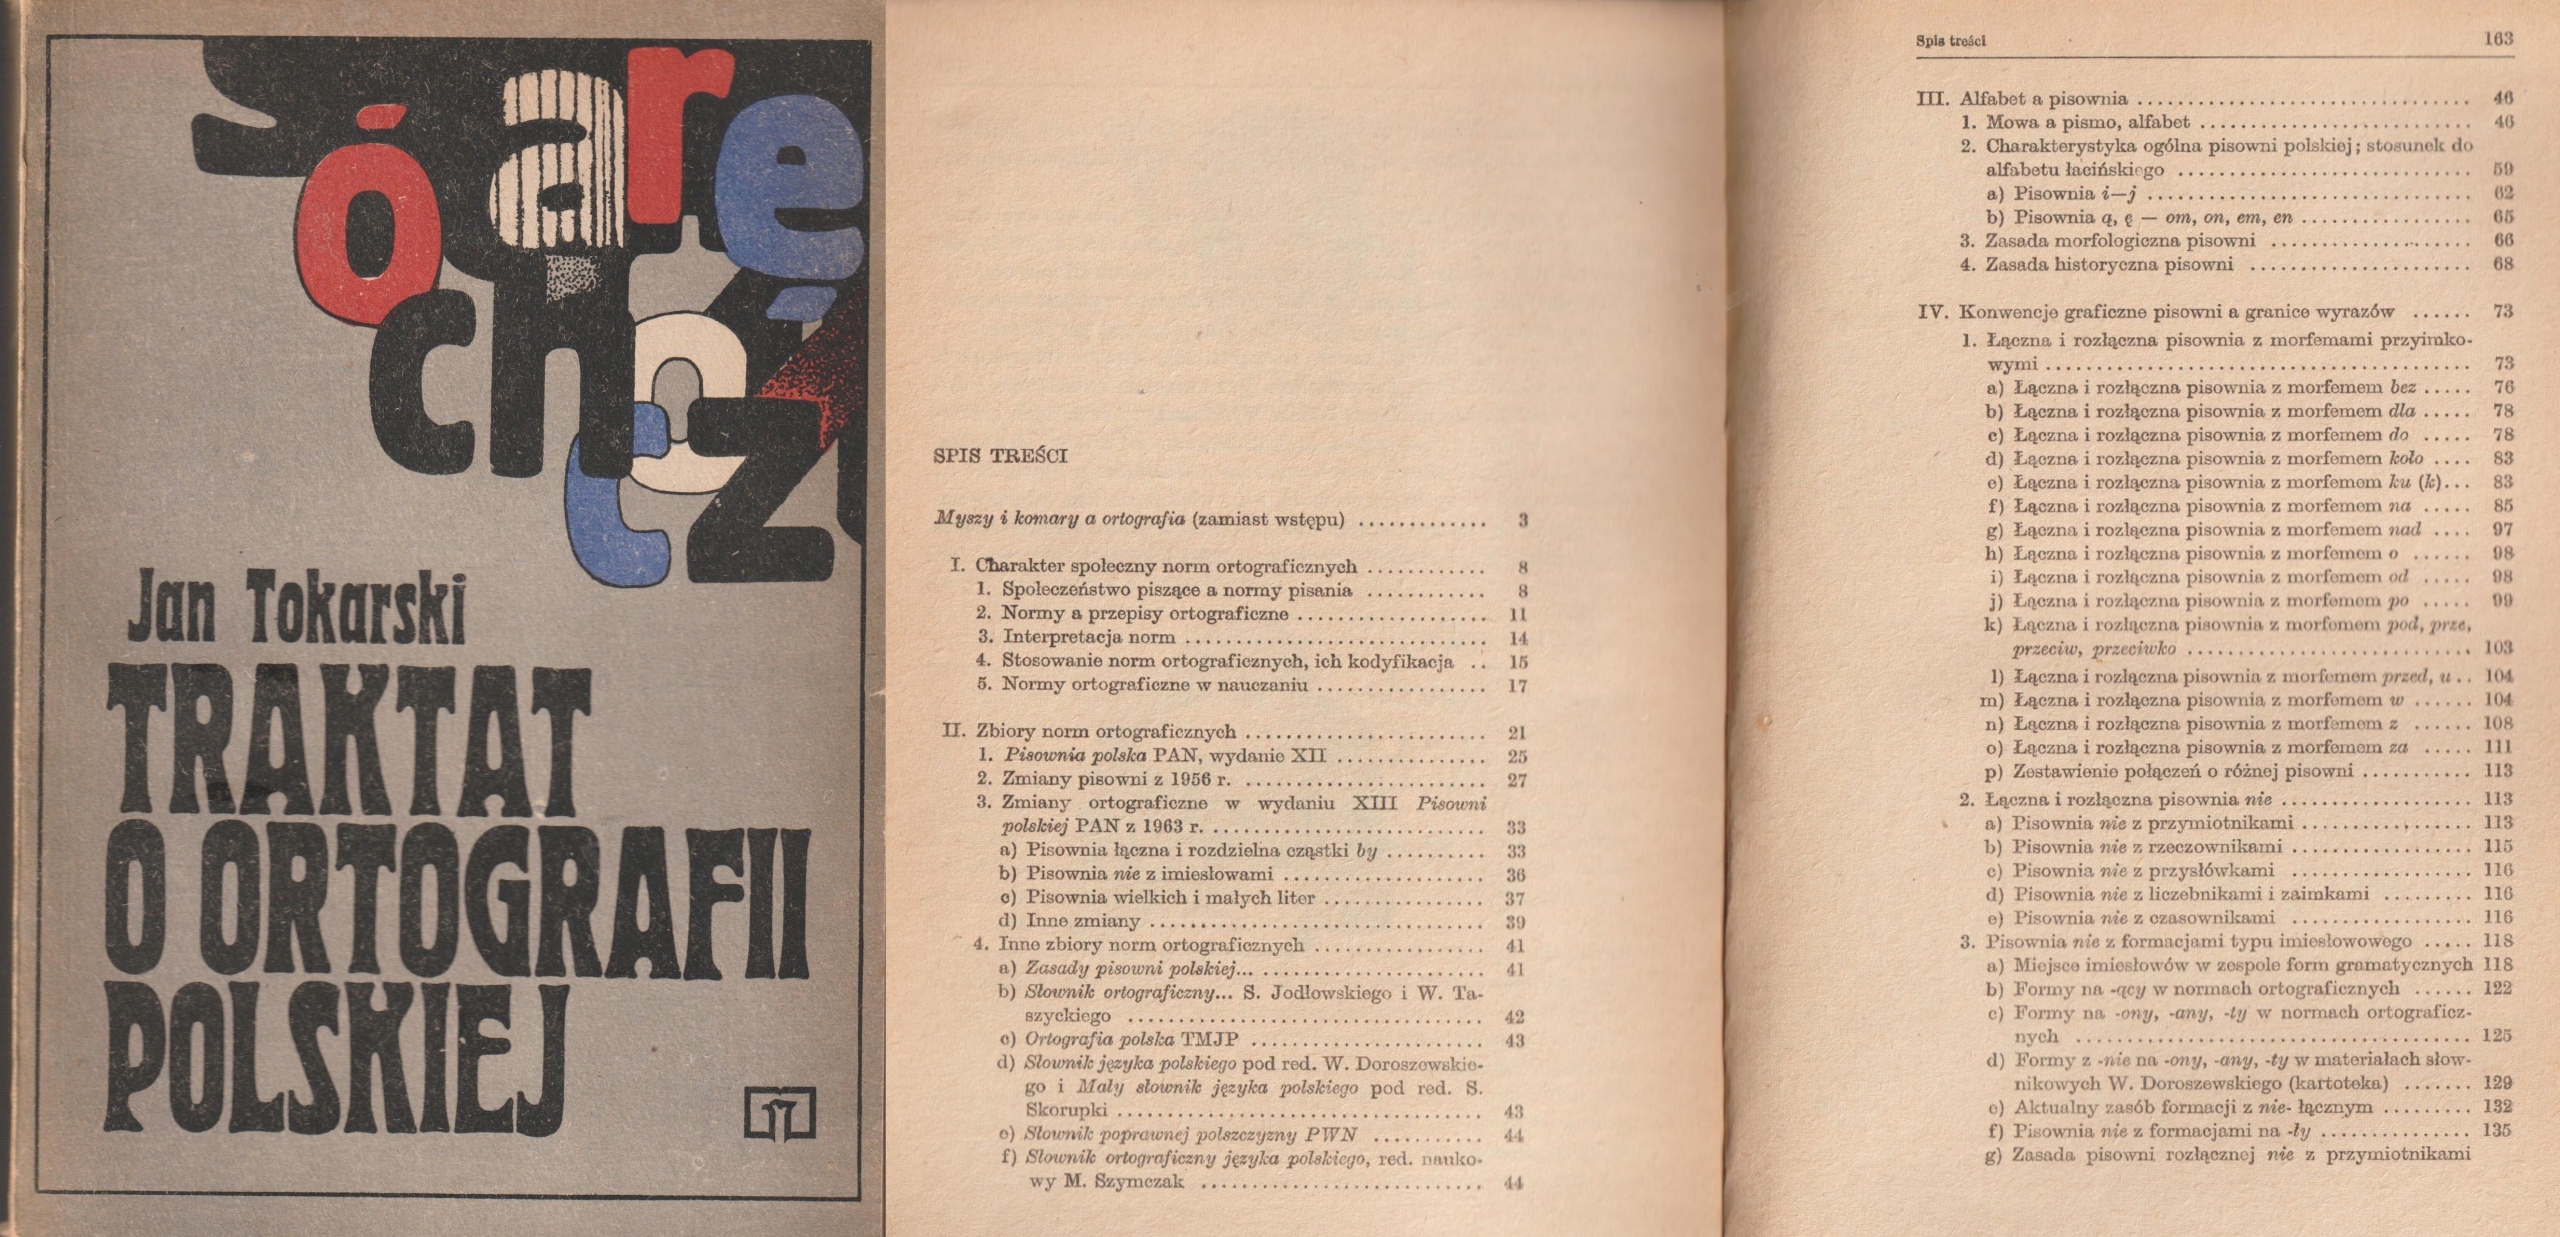 ó
a
r
ę
ch
Jan Tokarski
TRAKTAT
O ORTOGRAFII
POLSKIEJ
SPIS TREŚCI
Myszy i komary a ortografia (zamiast wstępu) ............. 3
I. Charakter społeczny norm ortograficznych ............ 8
1. Społeczeństwo piszące a normy pisania ............ 8
2. Normy a przepisy ortograficzne ................... 11
3. Interpretacja norm .............................. 14
4. Stosowanie norm ortograficznych, ich kodyfikacja .. 15
5. Normy ortograficzne w nauczaniu ................. 17
II. Zbiory norm ortograficznych ........................ 21
1. Pisownia polska PAN, wydanie XII ............... 25
2. Zmiany pisowni z 1956 r. ........................ 27
3. Zmiany ortograficzne w wydaniu XIII Pisowni
polskiej PAN z 1963 r. ............................ 33
a) Pisownia łączna i rozdzielna cząstki by .......... 33
b) Pisownia nie z imiesłowami .................... 36
c) Pisownia wielkich i małych liter ................ 37
d) Inne zmiany ................................. 39
4. Inne zbiory norm ortograficznych ................. 41
a) Zasady pisowni polskiej... ...................... 41
b) Słownik ortograficzny... S. Jodłowskiego i W. Ta-
szyckiego .................................... 42
c) Ortografia polska TMJP ....................... 43
d) Słownik języka polskiego pod red. W. Doroszewskie-
go i Mały słownik języka polskiego pod red. S.
Skorupki ..................................... 43
e) Słownik poprawnej polszczyzny PWN ........... 44
f) Słownik ortograficzny języka polskiego, red. nauko-
wy M. Szymczak ............................. 44
Spis treści 163
III. Alfabet a pisownia ................................. 46
1. Mowa a pismo, alfabet ........................... 46
2. Charakterystyka ogólna pisowni polskiej; stosunek do
alfabetu łacińskiego ............................. 59
a) Pisownia i—j ................................. 62
b) Pisownia ą, ę — om, on, em, en ................. 65
3. Zasada morfologiczna pisowni .................... 66
4. Zasada historyczna pisowni ...................... 68
IV. Konwencje graficzne pisowni a granice wyrazów ...... 73
1. Łączna i rozłączna pisownia z morfemami przyimko-
wymi .......................................... 73
a) Łączna i rozłączna pisownia z morfemem bez ..... 76
b) Łączna i rozłączna pisownia z morfemem dla ..... 78
c) Łączna i rozłączna pisownia z morfemem do ..... 78
d) Łączna i rozłączna pisownia z morfemem koło .... 83
e) Łączna i rozłączna pisownia z morfemem ku (k)... 83
f) Łączna i rozłączna pisownia z morfemem na ..... 85
g) Łączna i rozłączna pisownia z morfemem nad .... 97
h) Łączna i rozłączna pisownia z morfemem o ...... 98
i) Łączna i rozłączna pisownia z morfemem od ..... 98
j) Łączna i rozłączna pisownia z morfemem po ..... 99
k) Łączna i rozłączna pisownia z morfemem pod, prze,
przeciw, przeciwko ............................ 103
l) Łączna i rozłączna pisownia z morfemem przed, u .. 104
m) Łączna i rozłączna pisownia z morfemem w ...... 104
n) Łączna i rozłączna pisownia z morfemem z ...... 108
o) Łączna i rozłączna pisownia z morfemem za ..... 111
p) Zestawienie połączeń o różnej pisowni ........... 113
2. Łączna i rozłączna pisownia nie ................... 113
a) Pisownia nie z przymiotnikami ................. 113
b) Pisownia nie z rzeczownikami .................. 115
c) Pisownia nie z przysłówkami .................. 116
d) Pisownia nie z liczebnikami i zaimkami ......... 116
e) Pisownia nie z czasownikami .................. 116
3. Pisownia nie z formacjami typu imiesłowowego ..... 118
a) Miejsce imiesłowów w zespole form gramatycznych 118
b) Formy na -ący w normach ortograficznych ...... 122
c) Formy na -ony, -any, -ty w normach ortograficz-
nych ....................................... 125
d) Formy z -nie na -ony, -any, -ty w materiałach słow-
nikowych W. Doroszewskiego (kartoteka) ....... 129
e) Aktualny zasób formacji z nie- łącznym ......... 132
f) Pisownia nie z formacjami na -ły ............... 135
g) Zasada pisowni rozłącznej nie z przymiotnikami